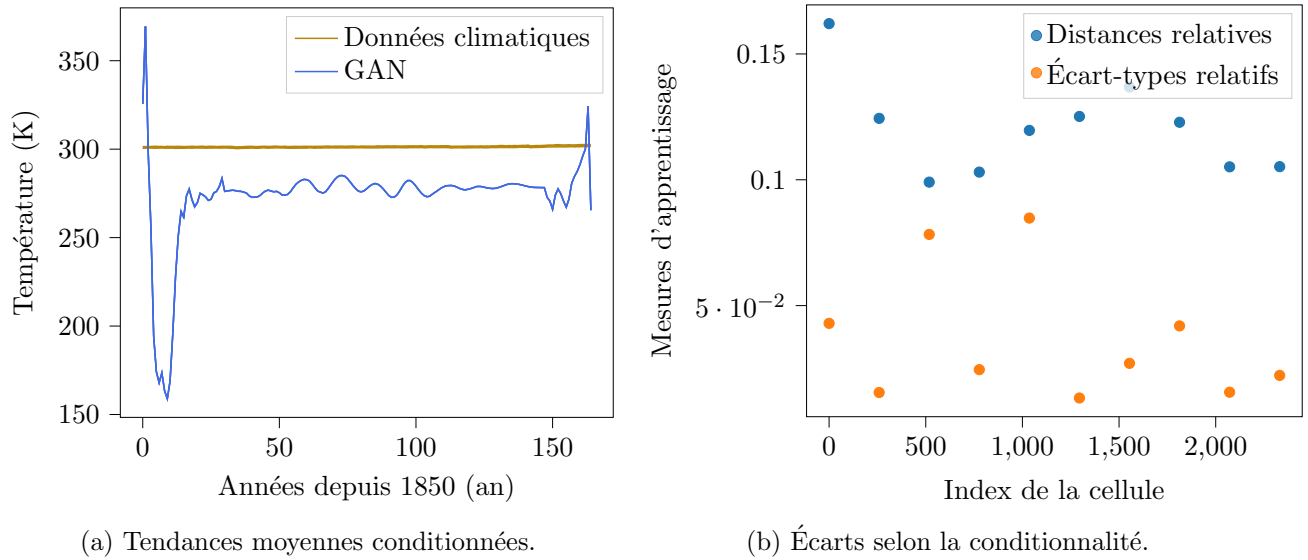 Données climatiques
GAN
350
300
250
200
150
Température (K)
0
50
100
150
Années depuis 1850 (an)
(a) Tendances moyennes conditionnées.
Distances relatives
Écart-types relatifs
0.15
0.1
5 · 10−2
Mesures d'apprentissage
0
500
1,000
1,500
2,000
Index de la cellule
(b) Écarts selon la conditionnalité.